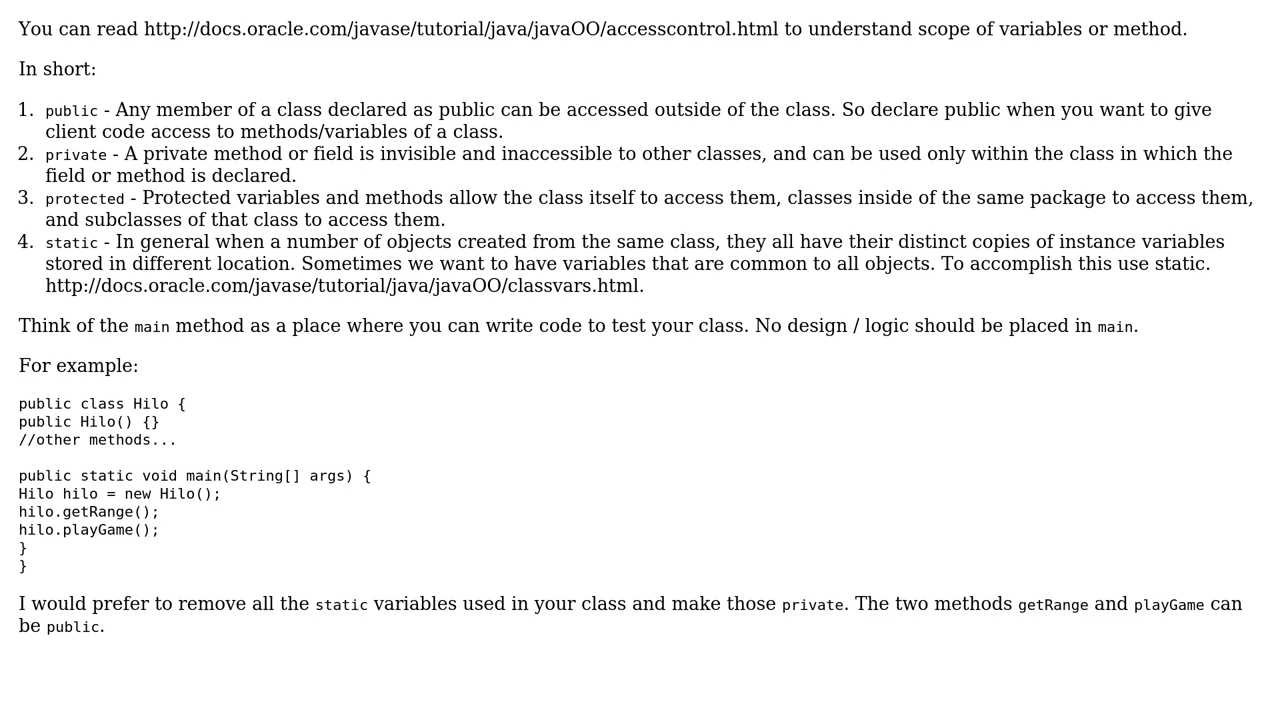 You can read http://docs.oracle.com/javase/tutorial/java/javaOO/accesscontrol.html to understand scope of variables or method.
In short:
1. public - Any member of a class declared as public can be accessed outside of the class. So declare public when you want to give
client code access to methods/variables of a class.
2. private - A private method or field is invisible and inaccessible to other classes, and can be used only within the class in which the
field or method is declared.
3. protected - Protected variables and methods allow the class itself to access them, classes inside of the same package to access them,
and subclasses of that class to access them.
4. static - In general when a number of objects created from the same class, they all have their distinct copies of instance variables
stored in different location. Sometimes we want to have variables that are common to all objects. To accomplish this use static.
http://docs.oracle.com/javase/tutorial/java/javaOO/classvars.html.
Think of the main method as a place where you can write code to test your class. No design / logic should be placed in main.
For example:
public class Hilo {
public Hilo() {}
//other methods...
public static void main(String[] args) {
Hilo hilo = new Hilo();
hilo.getRange();
hilo.playGame();
}
}
I would prefer to remove all the static variables used in your class and make those private. The two methods getRange and playGame can
be public.